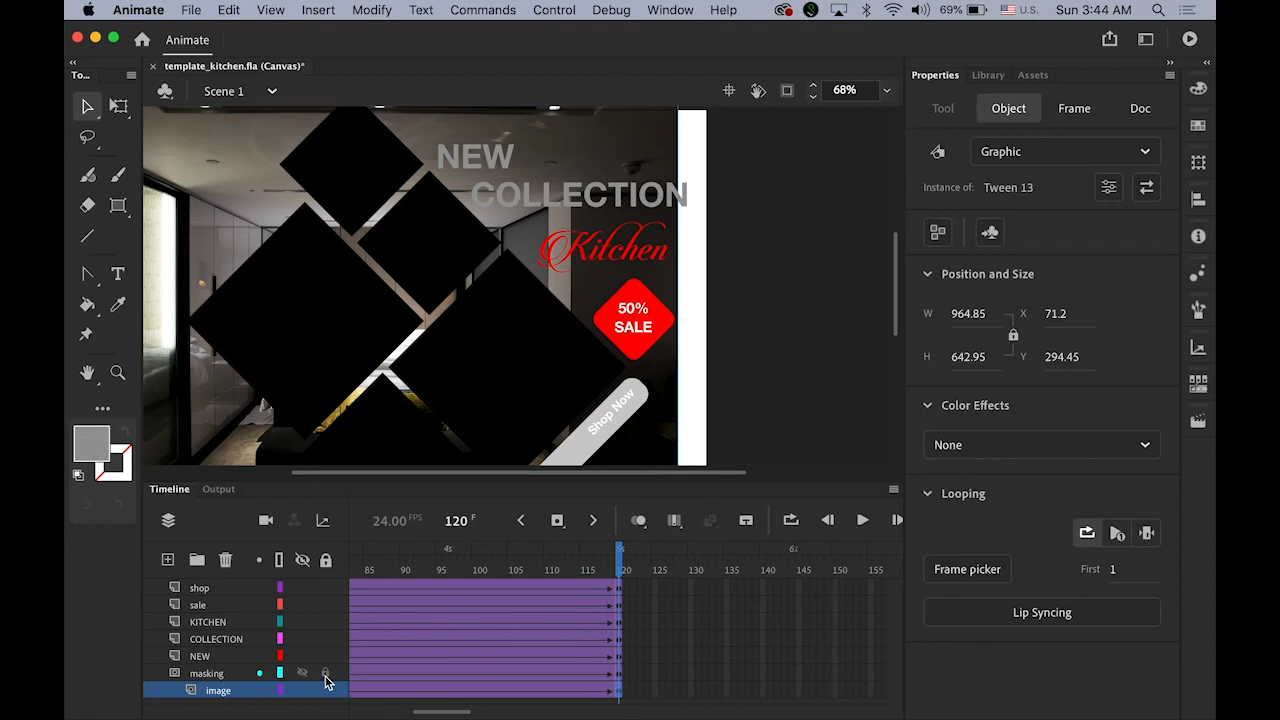 Animate File Edit View Insert Modify Text Commands Control Debug Window Help 69% U.S. Sun 3:44 AM
Animate
To...
template_kitchen.fla (Canvas)*
Scene 1
68%
NEW
COLLECTION
Kitchen
50%
SALE
Shop Now
Properties Library Assets
Tool Object Frame Doc
Graphic
Instance of: Tween 13
Position and Size
W 964.85 X 71.2
H 642.95 Y 294.45
Color Effects
None
Looping
Frame picker First 1
Lip Syncing
Timeline Output
24.00 FPS 120 F
4s 5s 6s
85 90 95 100 105 110 115 120 125 130 135 140 145 150 155
shop
sale
KITCHEN
COLLECTION
NEW
masking
image